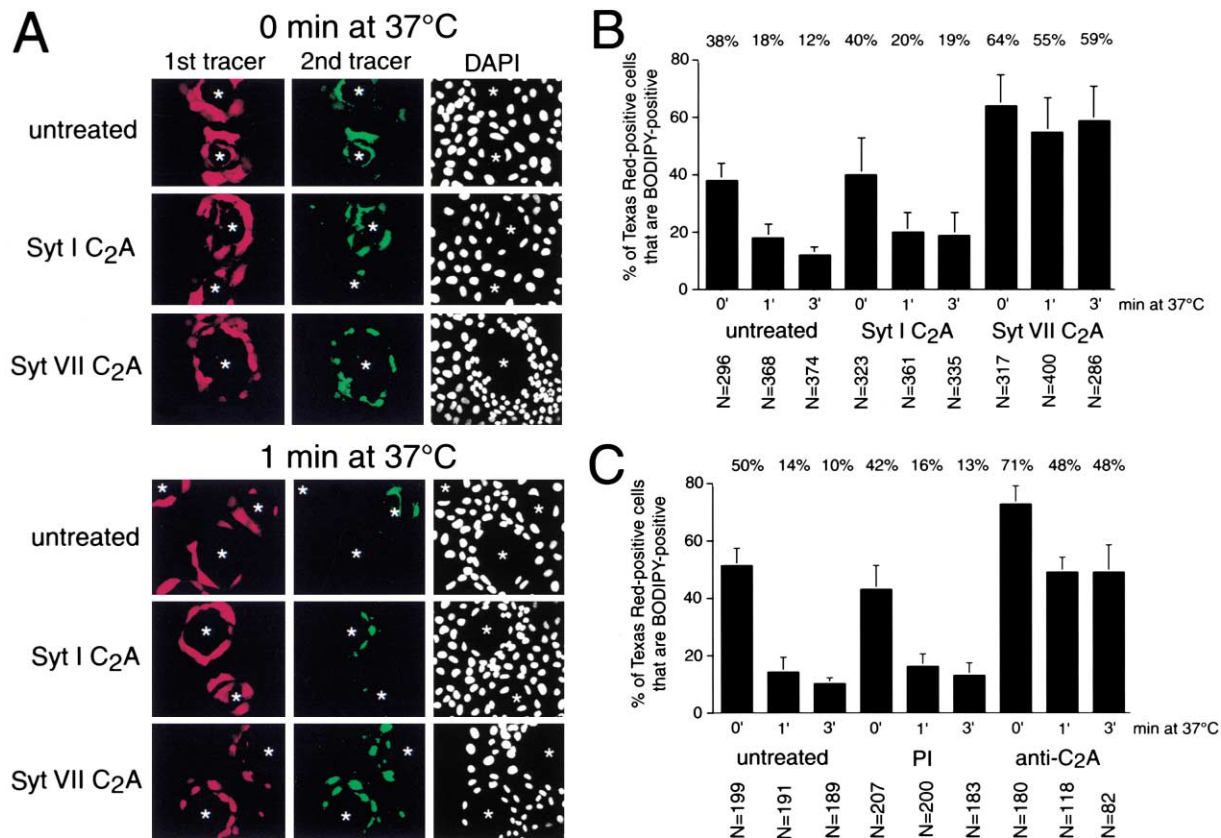 A
0 min at 37°C
1st tracer 2nd tracer DAPI
untreated
Syt I C2A
Syt VII C2A
1 min at 37°C
untreated
Syt I C2A
Syt VII C2A
B
38% 18% 12% 40% 20% 19% 64% 55% 59%
% of Texas Red-positive cells
that are BODIPY-positive
80
60
40
20
0
0' 1' 3' 0' 1' 3' 0' 1' 3' min at 37°C
untreated Syt I C2A Syt VII C2A
N=296 N=368 N=374 N=323 N=361 N=335 N=317 N=400 N=286
C
50% 14% 10% 42% 16% 13% 71% 48% 48%
% of Texas Red-positive cells
that are BODIPY-positive
80
60
40
20
0
0' 1' 3' 0' 1' 3' 0' 1' 3' min at 37°C
untreated PI anti-C2A
N=199 N=191 N=189 N=207 N=200 N=183 N=180 N=118 N=82